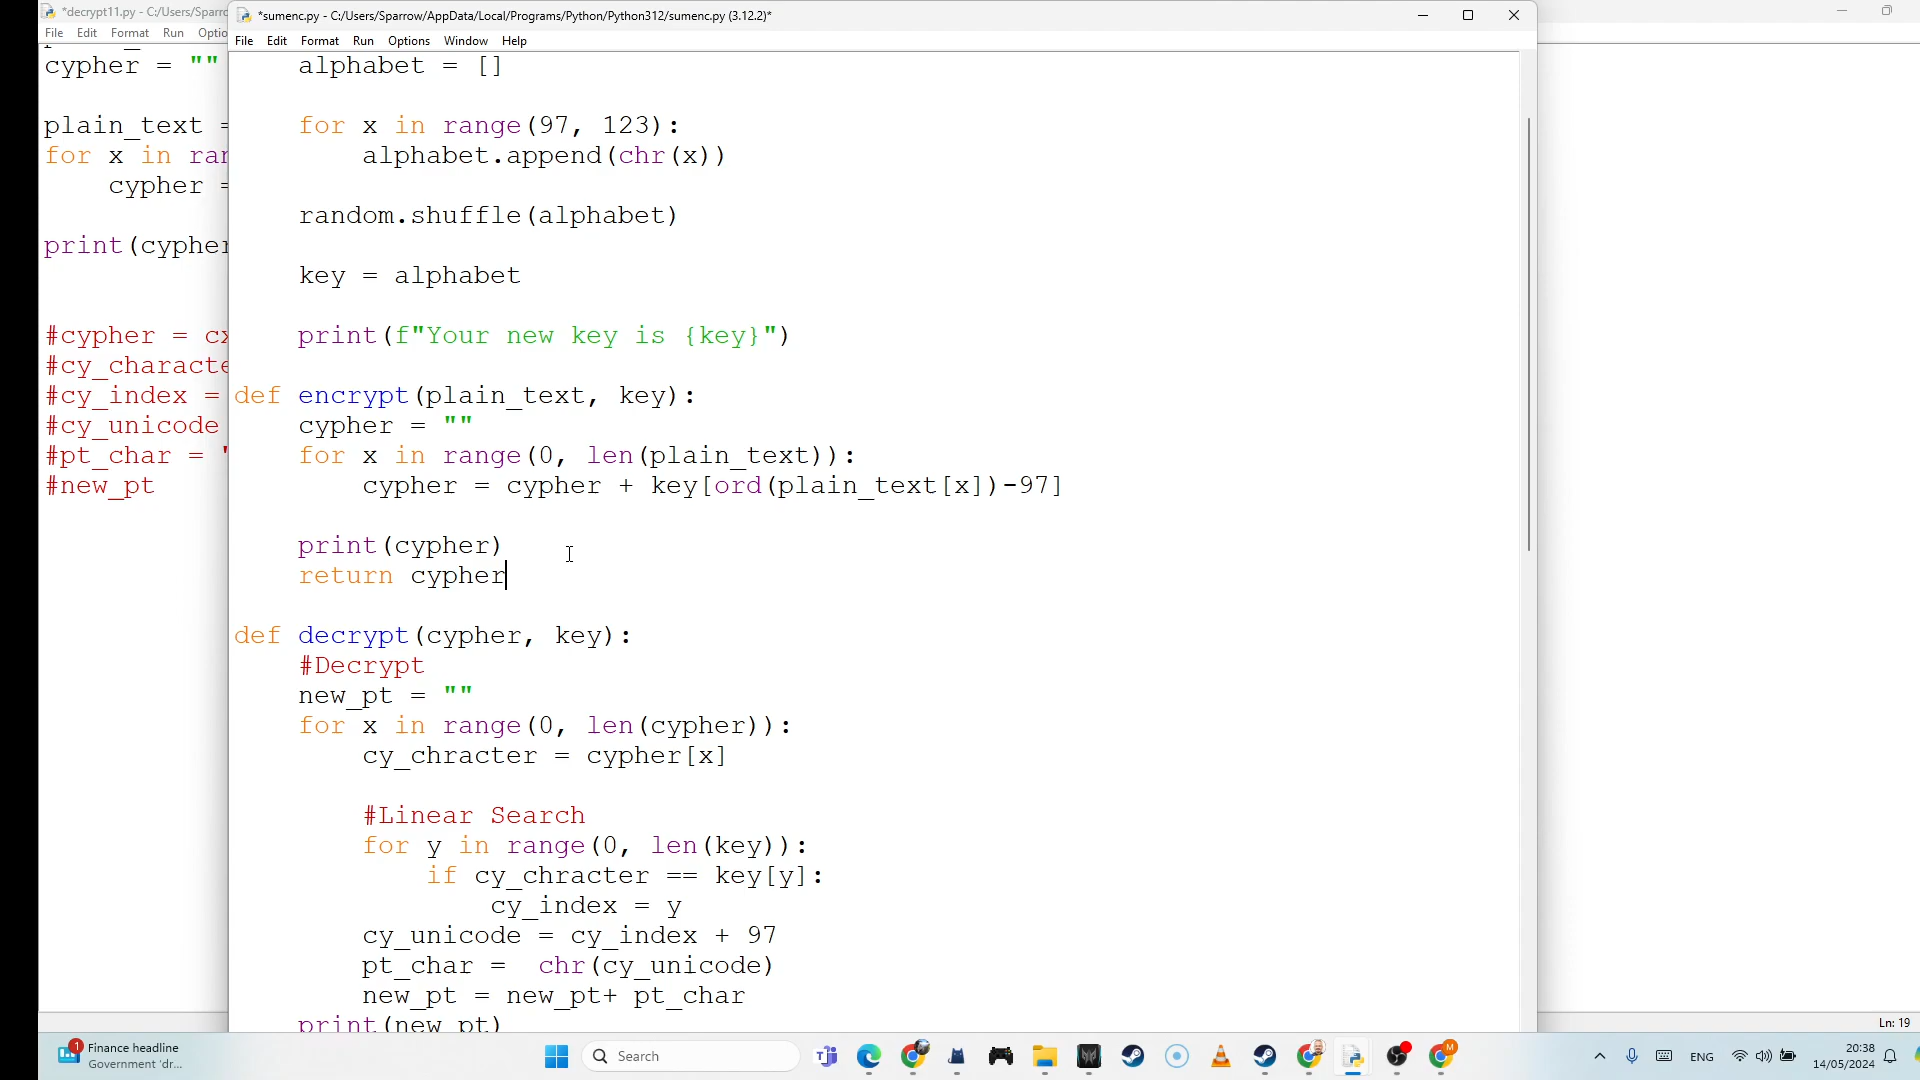 *decrypt11.py - C:/Users/Sparro
File Edit Format Run Optio
cypher = ""
plain_text =
for x in ran
cypher =
print(cypher
#cypher = cx
#cy_characte
#cy_index =
#cy_unicode
#pt_char = "
#new_pt
*sumenc.py - C:/Users/Sparrow/AppData/Local/Programs/Python/Python312/sumenc.py (3.12.2)*
File Edit Format Run Options Window Help
alphabet = []
for x in range(97, 123):
alphabet.append(chr(x))
random.shuffle(alphabet)
key = alphabet
print(f"Your new key is {key}")
def encrypt(plain_text, key):
cypher = ""
for x in range(0, len(plain_text)):
cypher = cypher + key[ord(plain_text[x])-97]
print(cypher)
return cypher
def decrypt(cypher, key):
#Decrypt
new_pt = ""
for x in range(0, len(cypher)):
cy_chracter = cypher[x]
#Linear Search
for y in range(0, len(key)):
if cy_chracter == key[y]:
cy_index = y
cy_unicode = cy_index + 97
pt_char =  chr(cy_unicode)
new_pt = new_pt+ pt_char
print(new_pt)
Ln: 19
1
Finance headline
Government 'dr...
Search
M
ENG
20:38
14/05/2024